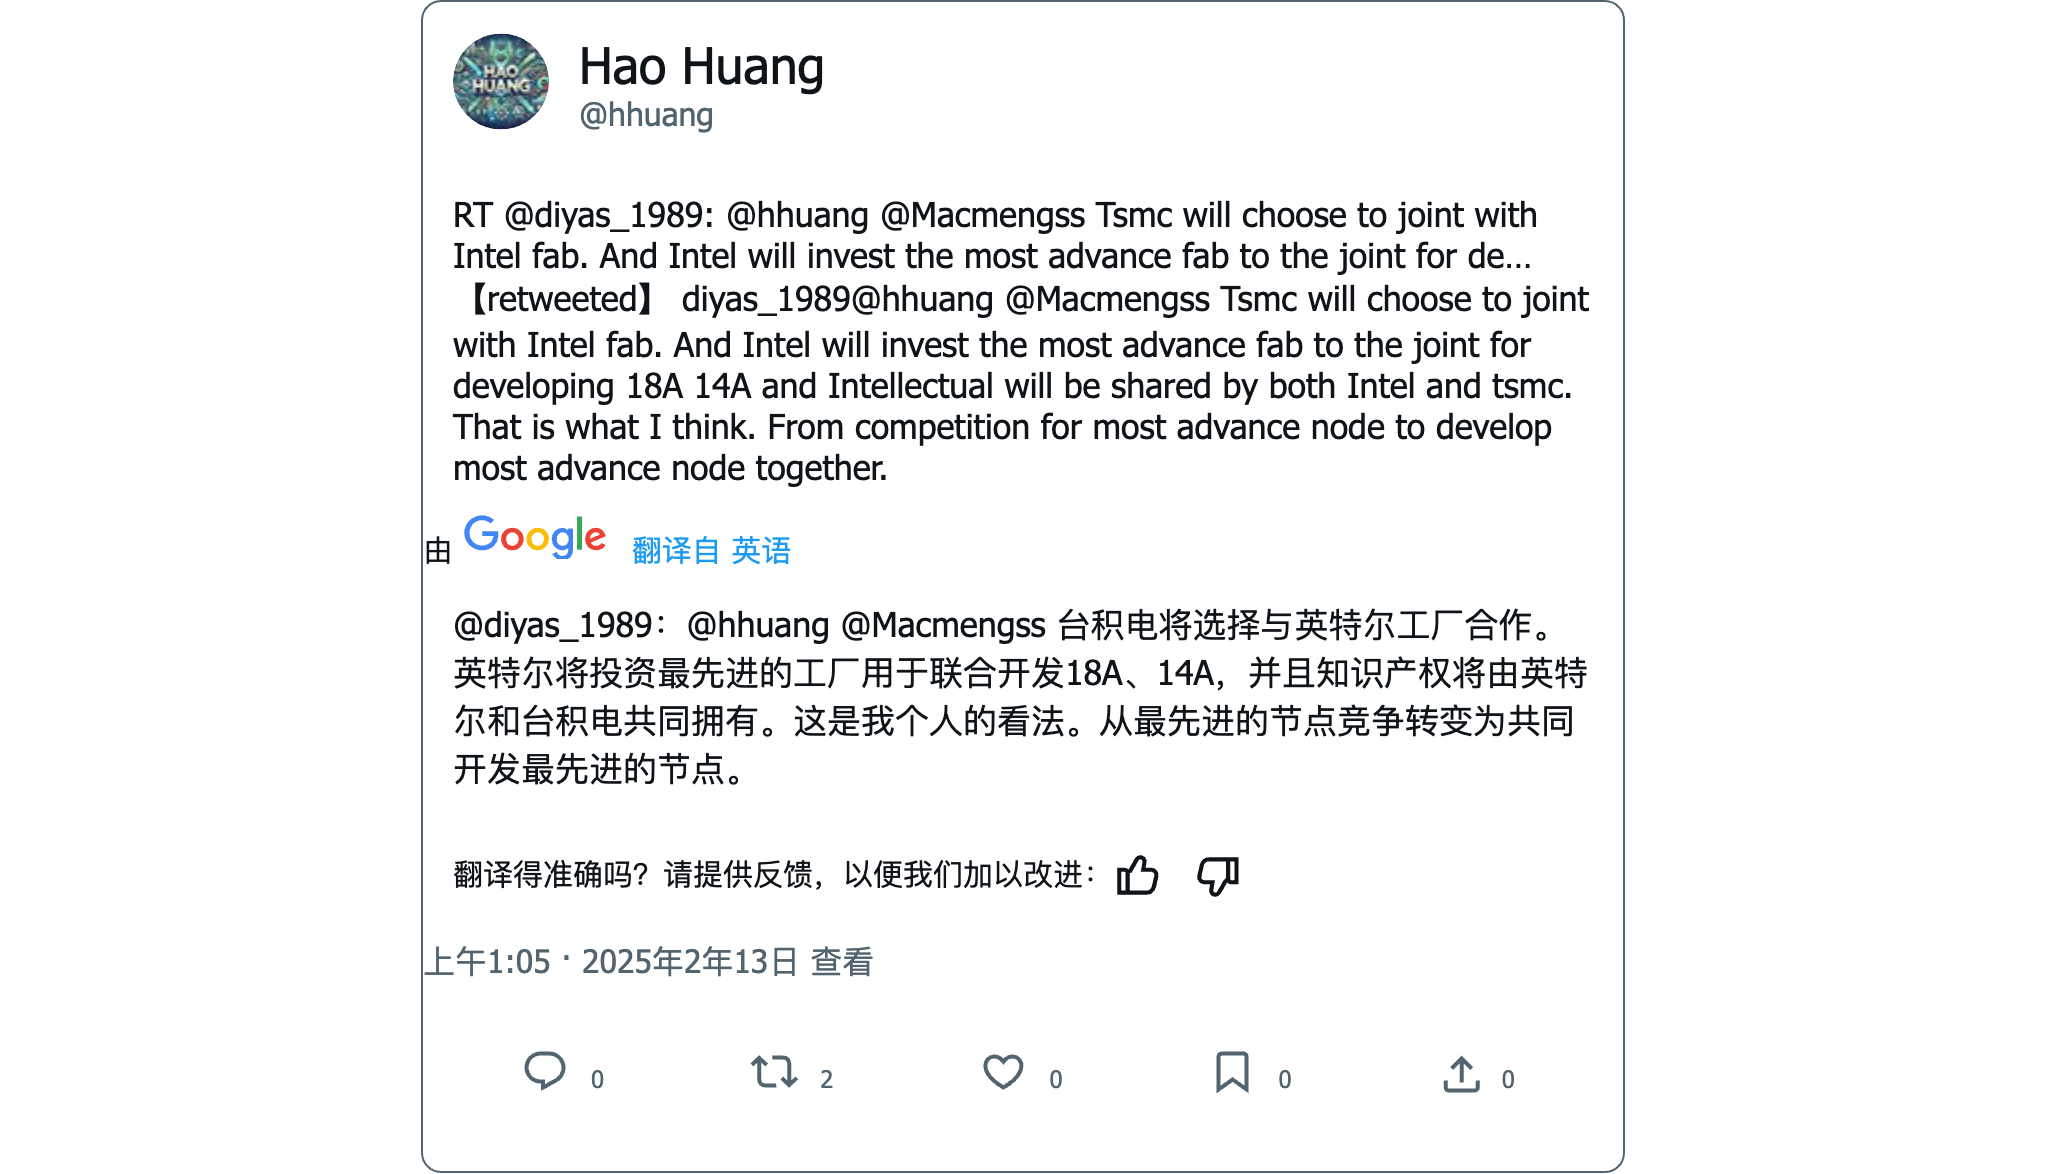 HAO
HUANG
Hao Huang
@hhuang
RT @diyas_1989: @hhuang @Macmengss Tsmc will choose to joint with
Intel fab. And Intel will invest the most advance fab to the joint for de…
【retweeted】 diyas_1989@hhuang @Macmengss Tsmc will choose to joint
with Intel fab. And Intel will invest the most advance fab to the joint for
developing 18A 14A and Intellectual will be shared by both Intel and tsmc.
That is what I think. From competition for most advance node to develop
most advance node together.
由 Google 翻译自 英语
@diyas_1989：@hhuang @Macmengss 台积电将选择与英特尔工厂合作。
英特尔将投资最先进的工厂用于联合开发18A、14A，并且知识产权将由英特
尔和台积电共同拥有。这是我个人的看法。从最先进的节点竞争转变为共同
开发最先进的节点。
翻译得准确吗？请提供反馈，以便我们加以改进：
上午1:05 · 2025年2年13日 查看
0 2 0 0 0